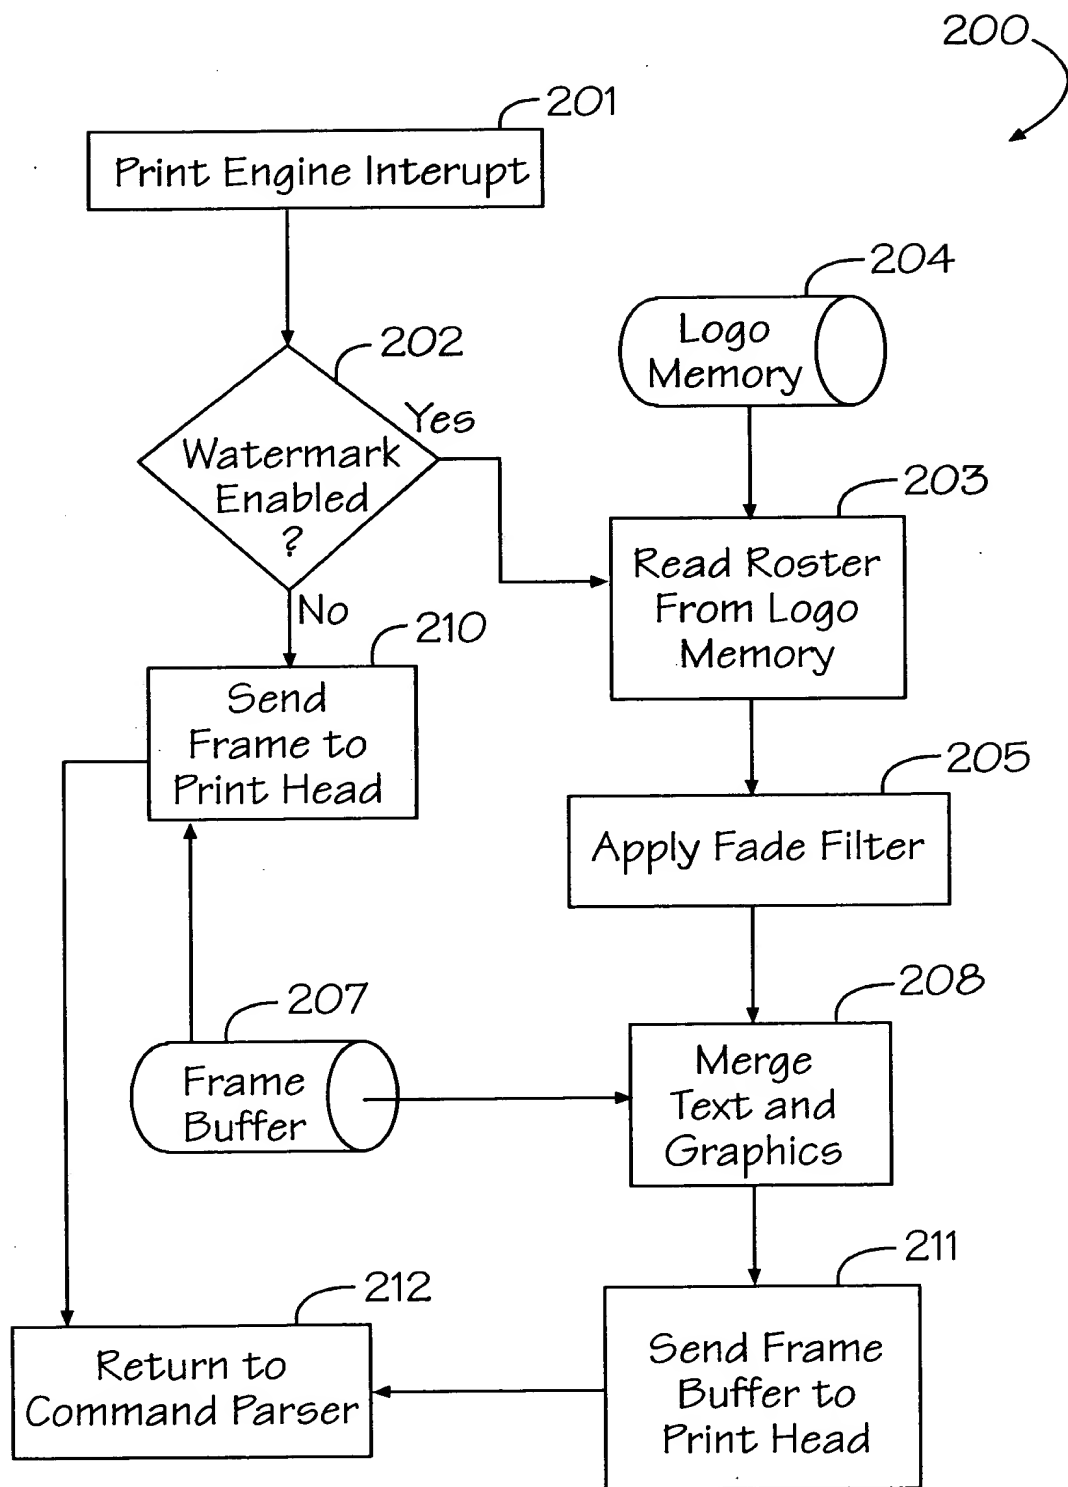 200
201
Print Engine Interupt
204
Logo
Memory
202
Yes
Watermark
Enabled
?
203
Read Roster
From Logo
Memory
No
210
Send
Frame to
Print Head
205
Apply Fade Filter
207
Frame
Buffer
208
Merge
Text and
Graphics
211
Send Frame
Buffer to
Print Head
212
Return to
Command Parser